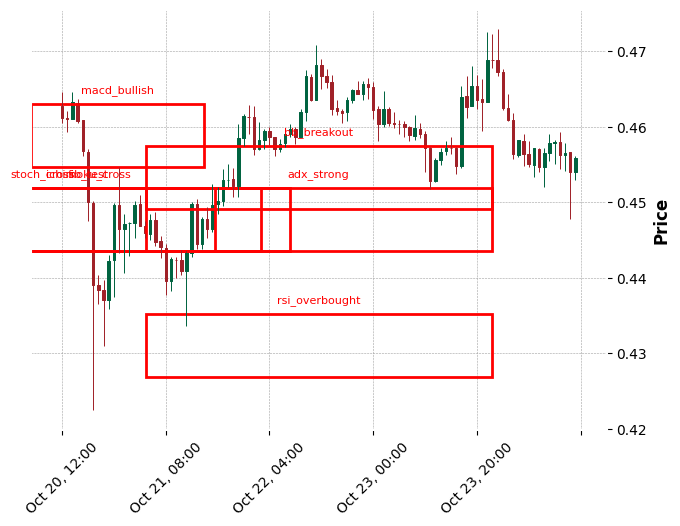 macd_bullish
breakout
adx_strong
rsi_overbought
0.47
0.46
0.45
0.44
0.43
0.42
Price
Oct 20, 12:00
Oct 21, 08:00
Oct 22, 04:00
Oct 23, 00:00
Oct 23, 20:00